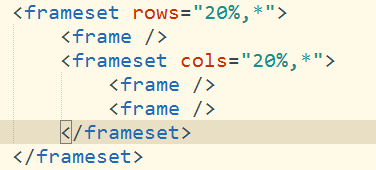 <frameset rows="20%,*">
    <frame />
    <frameset cols="20%,*">
        <frame />
        <frame />
    </frameset>
</frameset>